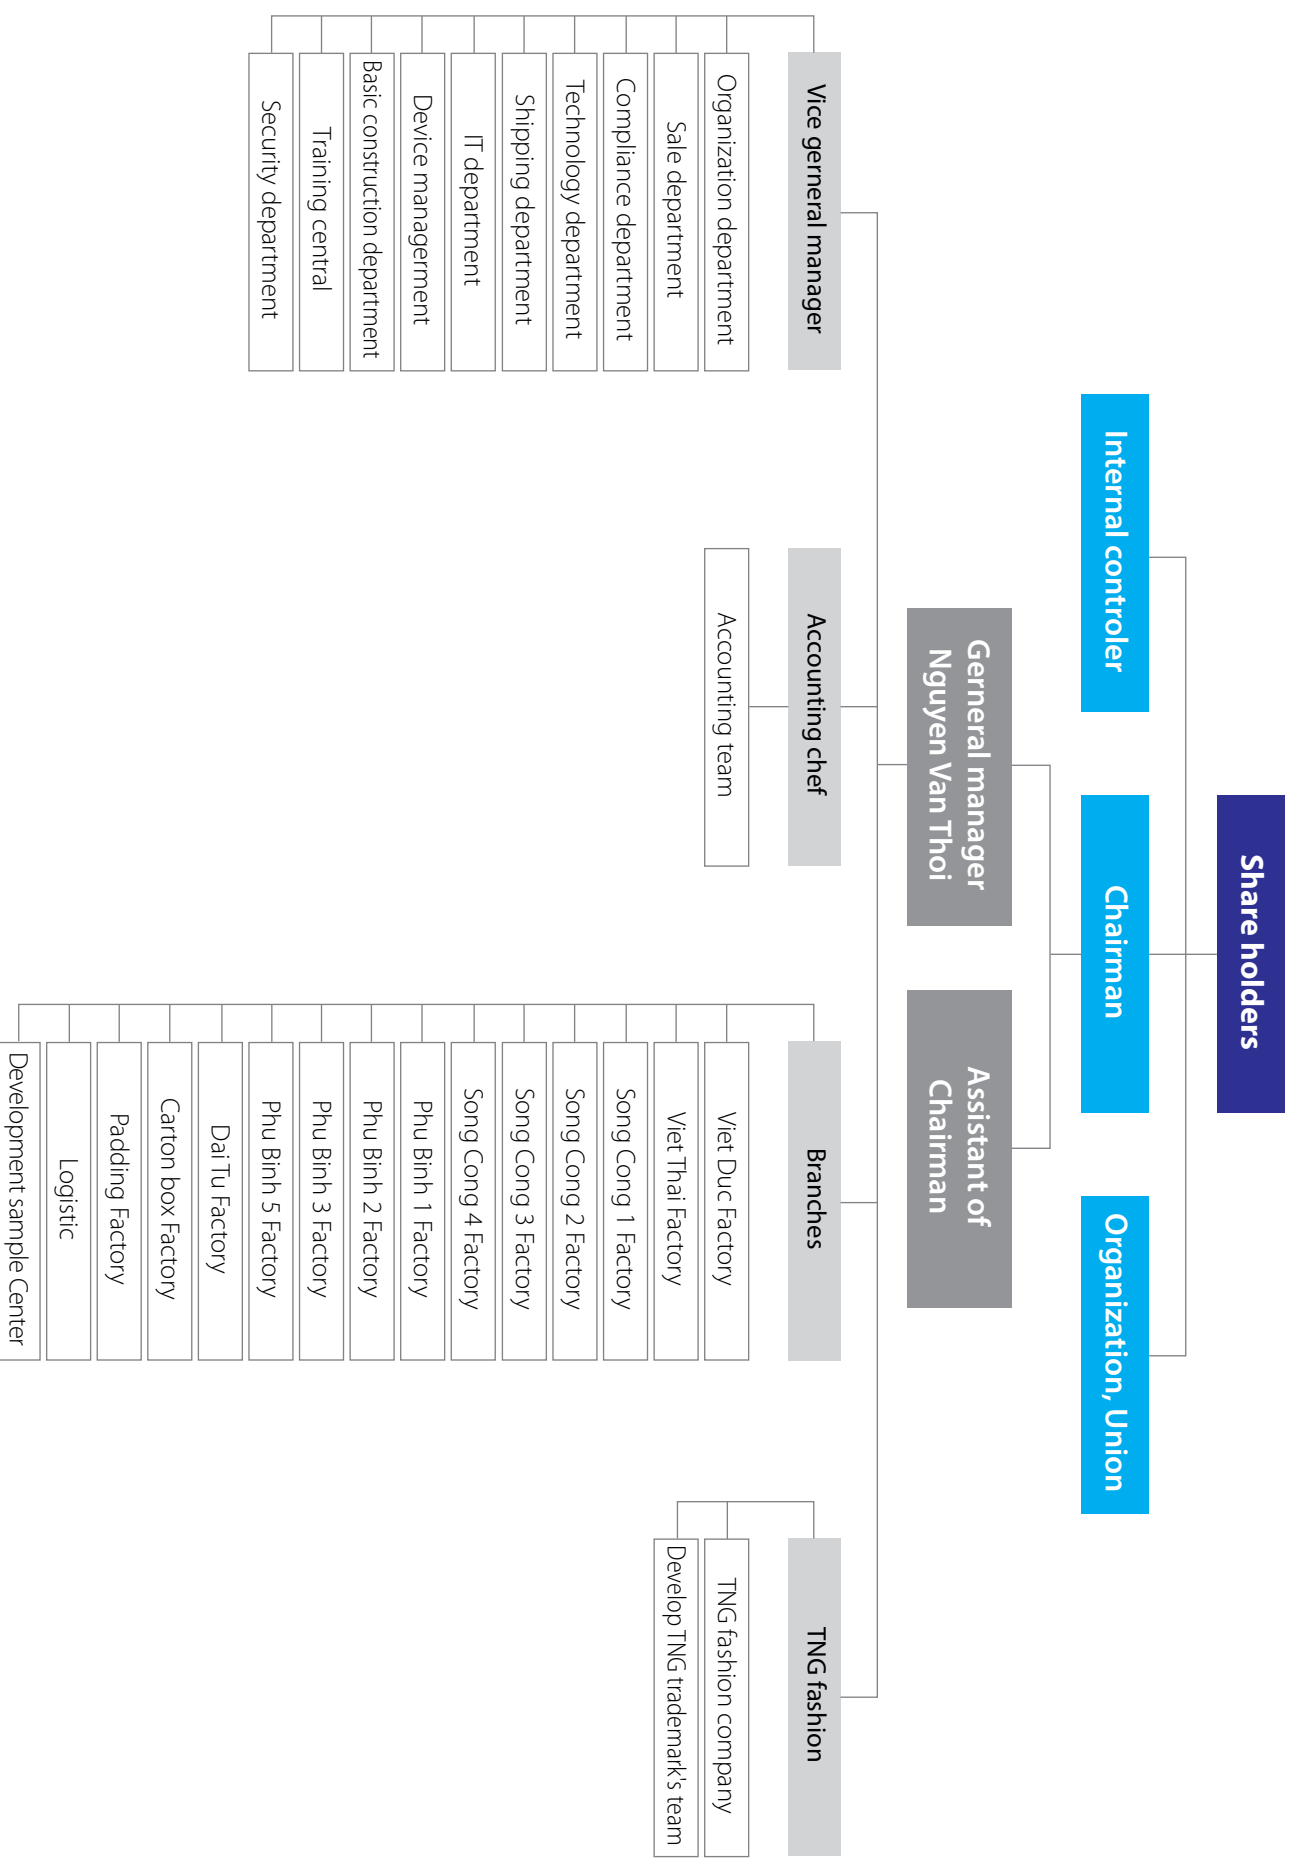 Share holders
Internal controler
Chairman
Organization, Union
Gerneral manager
Nguyen Van Thoi
Assistant of
Chairman
Vice gerneral manager
Organization department
Sale department
Compliance department
Technology department
Shipping department
IT department
Device managerment
Basic construction department
Training central
Security department
Accounting chef
Accounting team
Branches
Viet Duc Factory
Viet Thai Factory
Song Cong 1 Factory
Song Cong 2 Factory
Song Cong 3 Factory
Song Cong 4 Factory
Phu Binh 1 Factory
Phu Binh 2 Factory
Phu Binh 3 Factory
Phu Binh 5 Factory
Dai Tu Factory
Carton box Factory
Padding Factory
Logistic
Development sample Center
TNG fashion
TNG fashion company
Develop TNG trademark's team